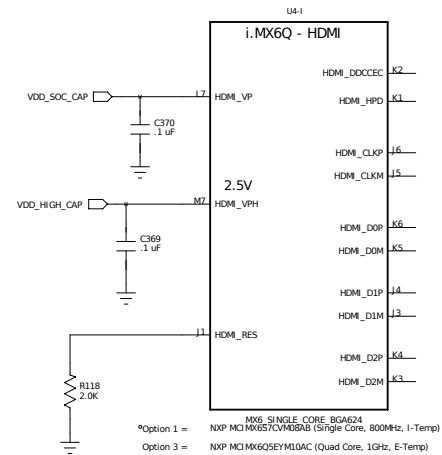 U4-I
i.MX6Q - HDMI
HDMI_DDCCEC K2
VDD_SOC_CAP L7 HDMI_VP
HDMI_HPD K1
C370
.1 uF
HDMI_CLKP J6
HDMI_CLKM J5
2.5V
VDD_HIGH_CAP M7 HDMI_VPH
HDMI_D0P K6
C369
.1 uF
HDMI_D0M K5
HDMI_D1P J4
HDMI_D1M J3
J1 HDMI_RES
HDMI_D2P K4
HDMI_D2M K3
R118
2.0K
MX6_SINGLE_CORE_BGA624
Option 1 = NXP MCIMX6S7CVM08AB (Single Core, 800MHz, I-Temp)
Option 3 = NXP MCIMX6Q5EYM10AC (Quad Core, 1GHz, E-Temp)